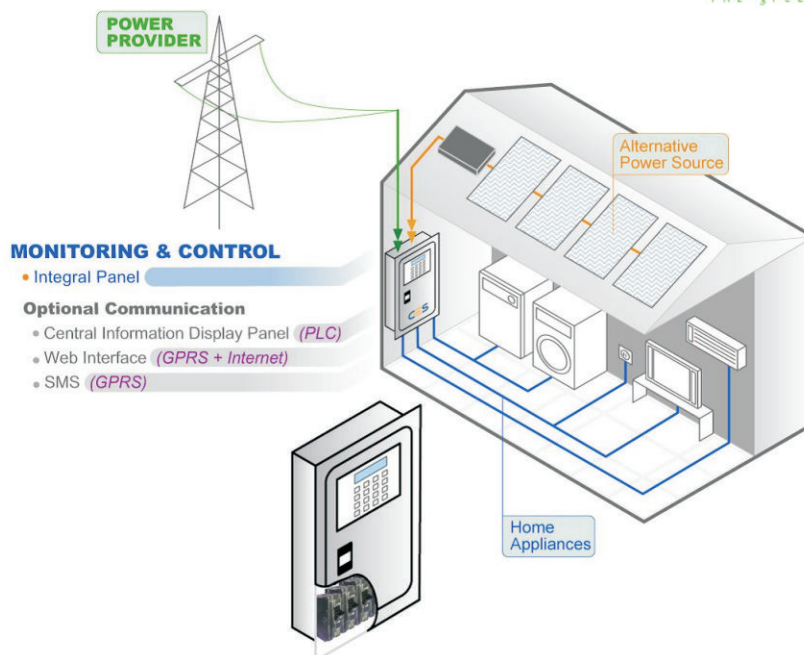 POWER
PROVIDER
Alternative
Power Source
MONITORING & CONTROL
• Integral Panel
Optional Communication
• Central Information Display Panel (PLC)
• Web Interface (GPRS + Internet)
• SMS (GPRS)
Home
Appliances